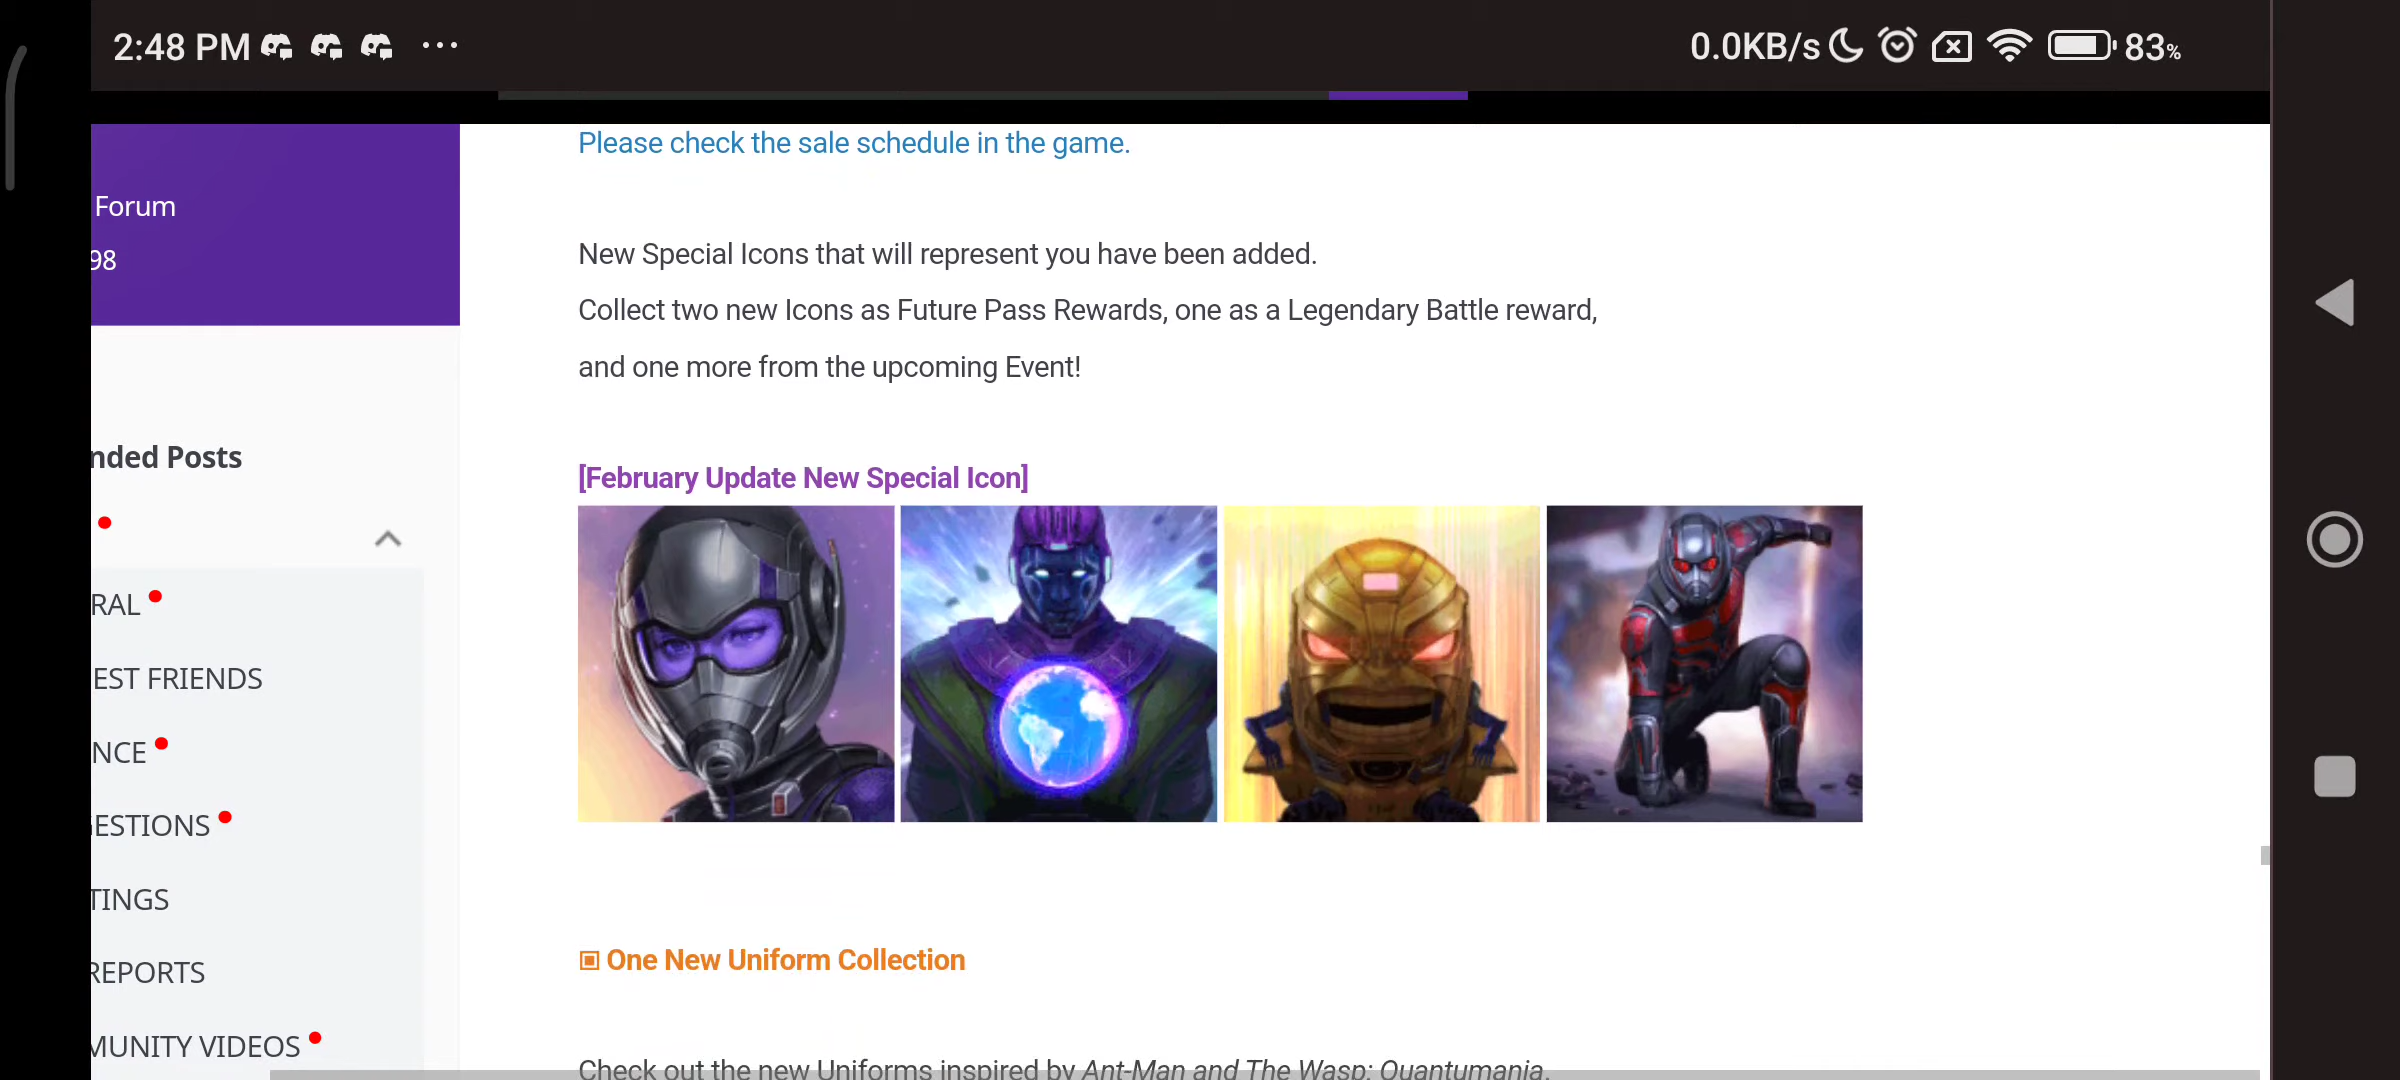 2:48 PM
0.0KB/s 83%
Forum
98
nded Posts
RAL
EST FRIENDS
NCE
GESTIONS
TINGS
REPORTS
MUNITY VIDEOS
Please check the sale schedule in the game.
New Special Icons that will represent you have been added.
Collect two new Icons as Future Pass Rewards, one as a Legendary Battle reward,
and one more from the upcoming Event!
[February Update New Special Icon]
▣ One New Uniform Collection
Check out the new Uniforms inspired by Ant-Man and The Wasp: Quantumania.